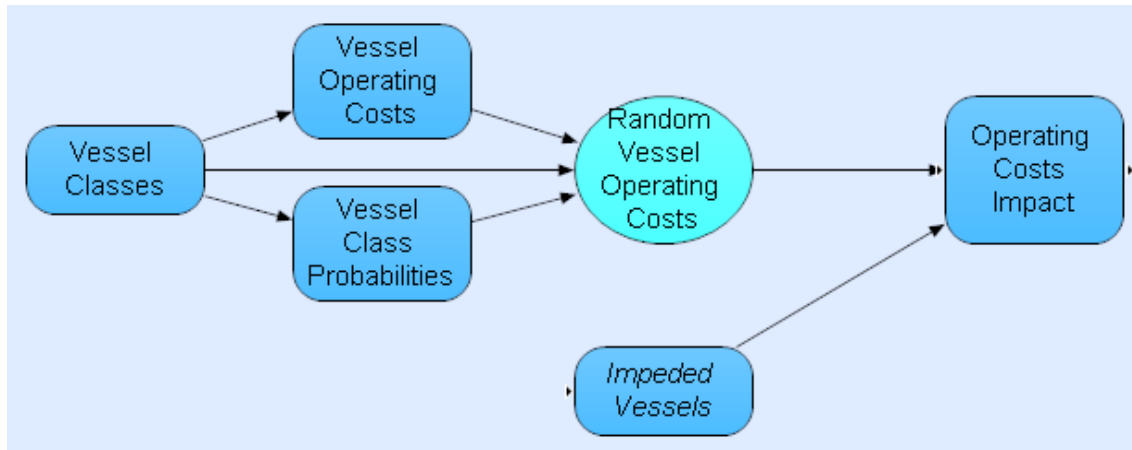 Vessel
Classes
Vessel
Operating
Costs
Vessel
Class
Probabilities
Random
Vessel
Operating
Costs
Impeded
Vessels
Operating
Costs
Impact